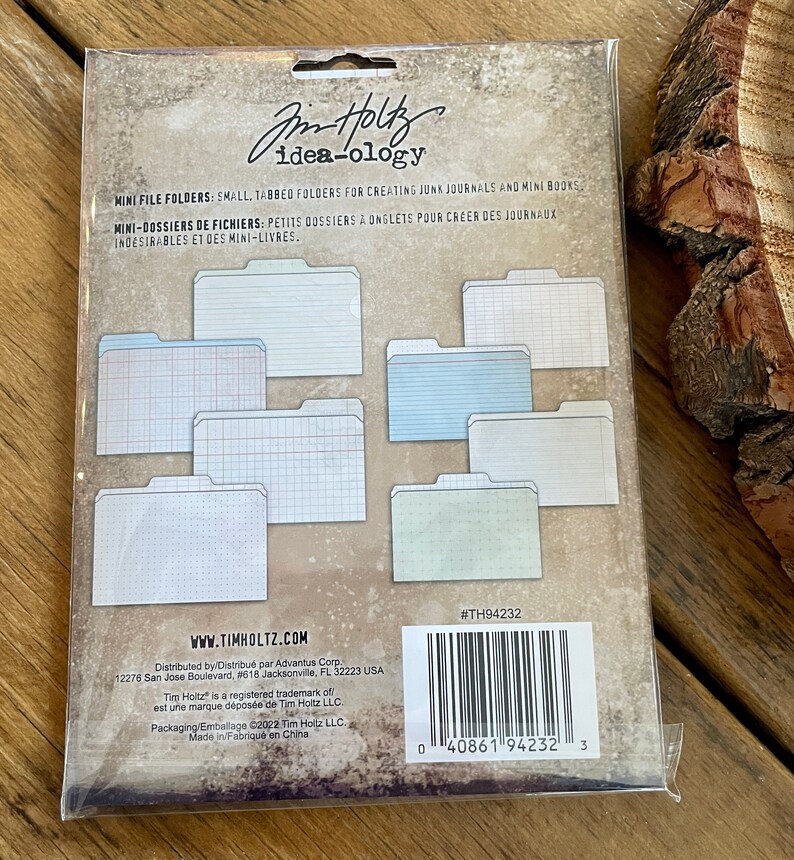 Tim Holtz
idea-ology
MINI FILE FOLDERS: SMALL, TABBED FOLDERS FOR CREATING JUNK JOURNALS AND MINI BOOKS.
MINI-DOSSIERS DE FICHIERS: PETITS DOSSIERS À ONGLETS POUR CRÉER DES JOURNAUX
INDÉSIRABLES ET DES MINI-LIVRES.
WWW.TIMHOLTZ.COM
Distributed by/Distribué par Advantus Corp.
12276 San Jose Boulevard, #618 Jacksonville, FL 32223 USA
Tim Holtz® is a registered trademark of/
est une marque déposée de Tim Holtz LLC.
Packaging/Emballage ©2022 Tim Holtz LLC.
Made in/Fabriqué en China
#TH94232
0 40861 94232 3